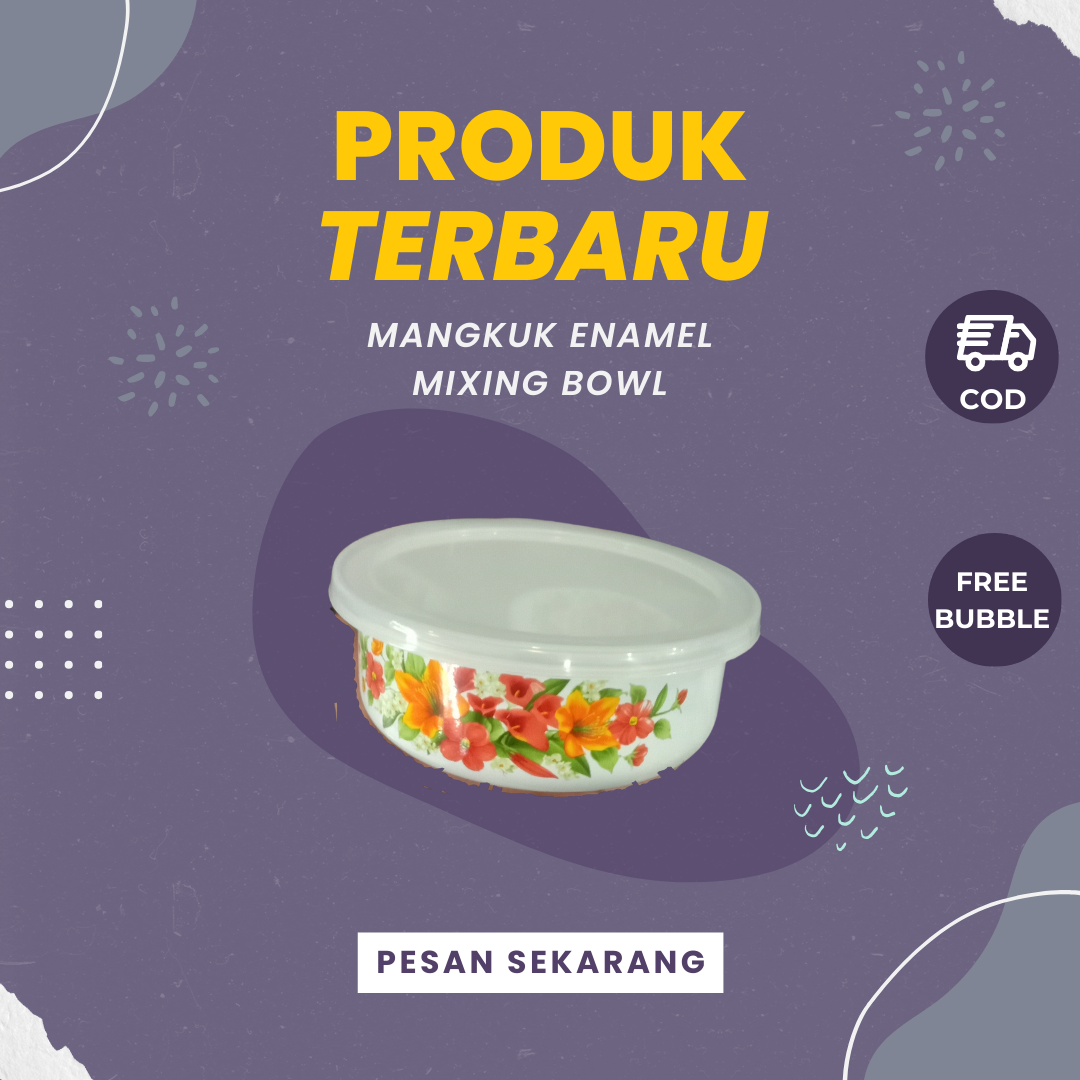 PRODUK
TERBARU
MANGKUK ENAMEL
MIXING BOWL
COD
FREE
BUBBLE
PESAN SEKARANG